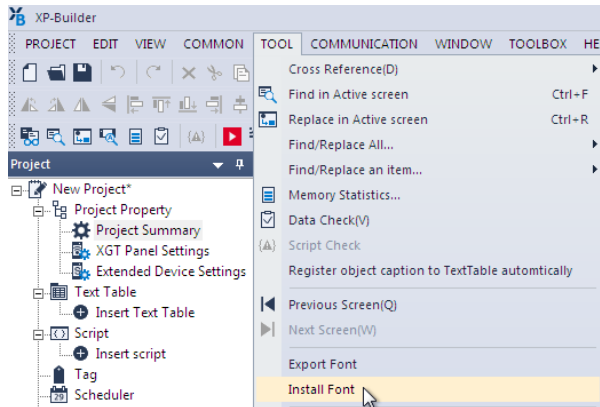 XP-Builder
PROJECT EDIT VIEW COMMON TOOL COMMUNICATION WINDOW TOOLBOX HE
Cross Reference(D)
Find in Active screen Ctrl+F
Replace in Active screen Ctrl+R
Find/Replace All...
Find/Replace an item...
Memory Statistics...
Data Check(V)
Script Check
Register object caption to TextTable automtically
Previous Screen(Q)
Next Screen(W)
Export Font
Install Font
Project
New Project*
Project Property
Project Summary
XGT Panel Settings
Extended Device Settings
Text Table
Insert Text Table
Script
Insert script
Tag
29 Scheduler